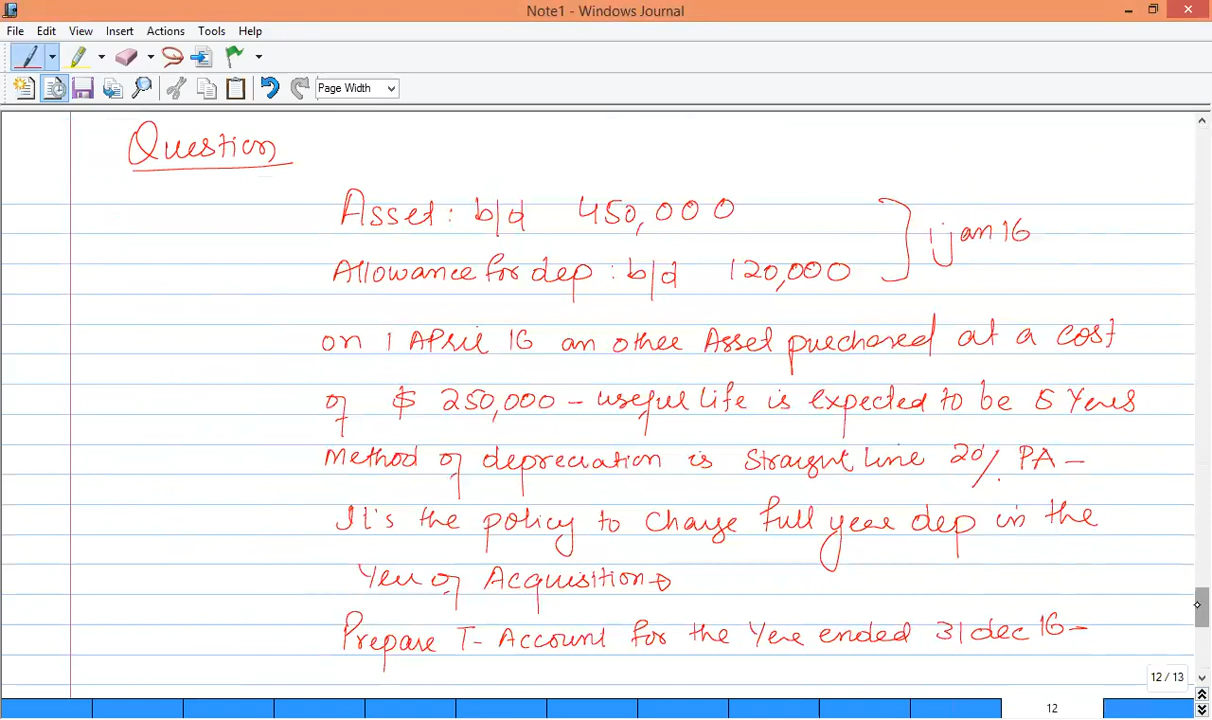 Note1 - Windows Journal
File Edit View Insert Actions Tools Help
Page Width
Question
Asset: b/d 450,000
Allowance for dep: b/d 120,000
1 jan 16
on 1 April 16 an other Asset purchased at a cost
of $ 250,000 - useful life is expected to be 5 Years
Method of depreciation is Straight Line 20% PA -
It's the policy to charge full year dep in the
Year of Acquisition
Prepare T- Account for the Year ended 31 dec 16 -
12 / 13
12